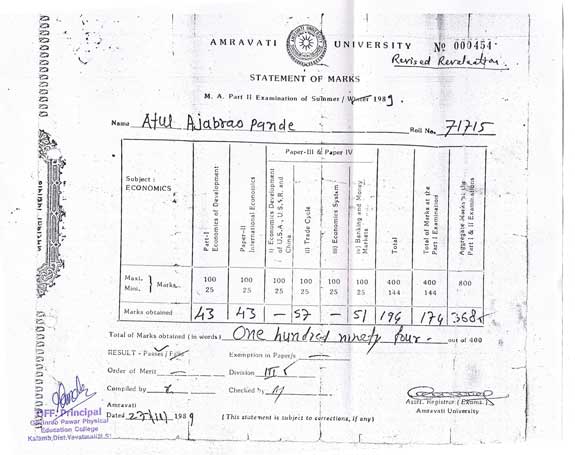 AMRAVATI UNIVERSITY
No 000454
Revised Revaluation.
STATEMENT OF MARKS
M. A. Part II Examination of Summer / Winter 1989.
Name Atul Ajabrao Pande Roll No. 71715
Subject : ECONOMICS
Part-I Economics of Development
Paper-II International Economics
Paper-III & Paper IV
i) Economics Development of U.S.A., U.S.S.R. and China
ii) Trade Cycle
iii) Economics System
iv) Banking and Money Markets
Total
Total of Marks at the Part I Examination
Aggregate Marks at the Part I & II Examinations
Maxi. Marks 100 100 100 100 100 100 400 400 800
Mini. 25 25 25 25 25 25 144 144
Marks obtained 43 43 — 57 — 51 194 174 368
Total of Marks obtained (in words) One hundred ninety four - out of 400
RESULT - Passes / Fails Exemption in Paper/s —
Order of Merit — Division III
Compiled by Checked by
Amravati
Dated 23/11/1989 (This statement is subject to corrections, if any)
Asstt. Registrar (Exams.)
Amravati University
OFF. Principal
Pawar Physical
Education College
Kalamb, Dist. Yavatmal